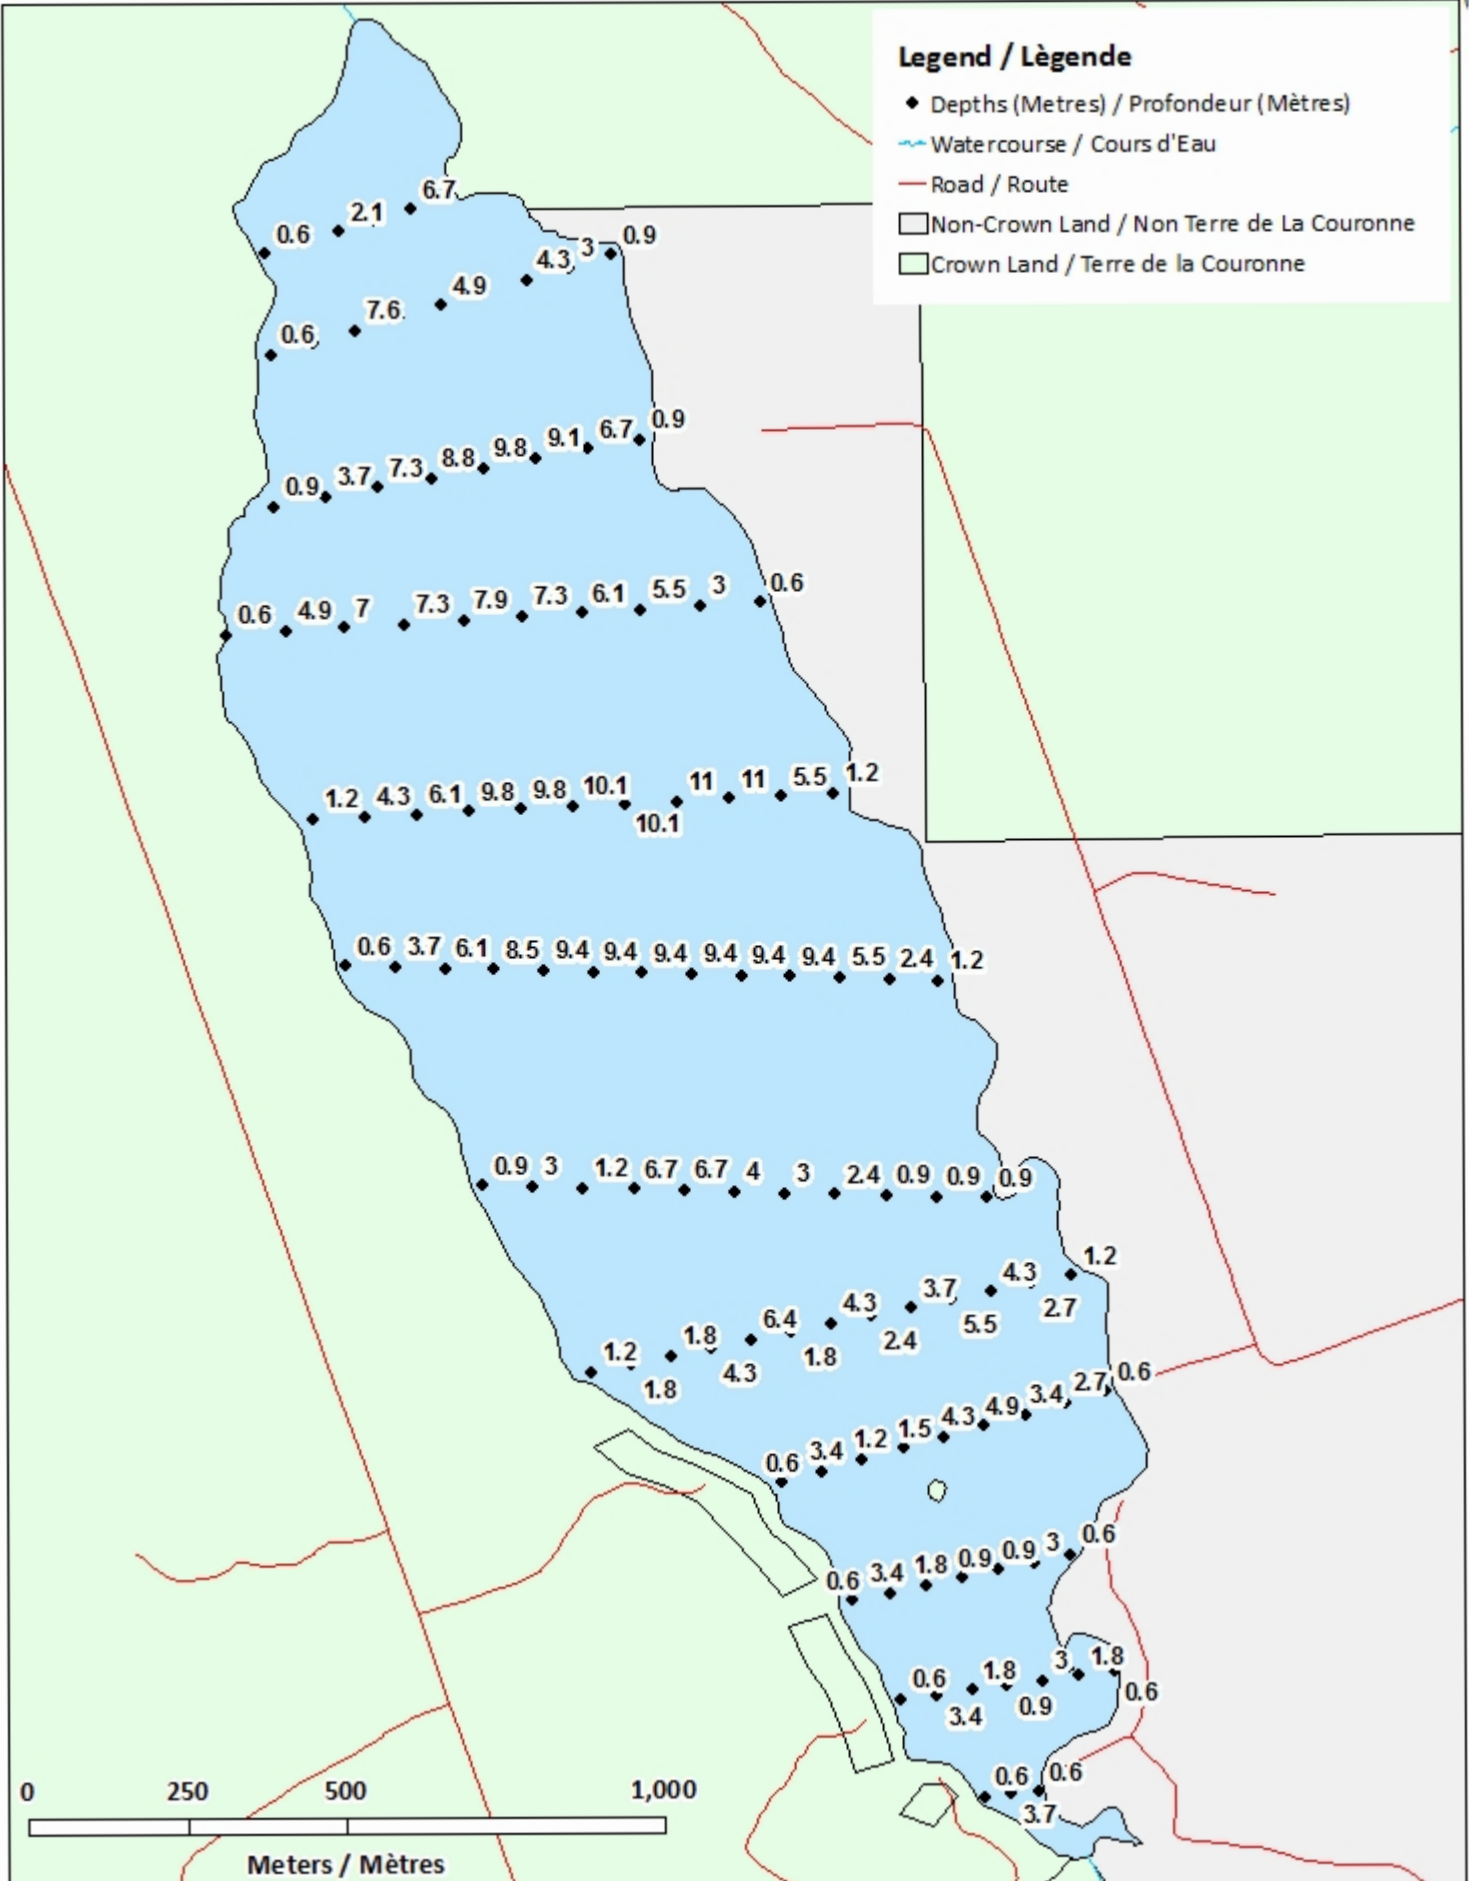 Legend / Lègende
Depths (Metres) / Profondeur (Mètres)
Watercourse / Cours d'Eau
Road / Route
Non-Crown Land / Non Terre de La Couronne
Crown Land / Terre de la Couronne
0.6 2.1 6.7
0.6 7.6 4.9 4.3 3 0.9
0.9 3.7 7.3 8.8 9.8 9.1 6.7 0.9
0.6 4.9 7 7.3 7.9 7.3 6.1 5.5 3 0.6
1.2 4.3 6.1 9.8 9.8 10.1 10.1 11 11 5.5 1.2
0.6 3.7 6.1 8.5 9.4 9.4 9.4 9.4 9.4 9.4 5.5 2.4 1.2
0.9 3 1.2 6.7 6.7 4 3 2.4 0.9 0.9 0.9
1.2 1.8 1.8 4.3 6.4 1.8 4.3 2.4 3.7 5.5 4.3 2.7 1.2
0.6 3.4 1.2 1.5 4.3 4.9 3.4 2.7 0.6
0.6 3.4 1.8 0.9 0.9 3 0.6
0.6 3.4 1.8 0.9 3 1.8 0.6
0.6 3.7 0.6
0 250 500 1,000
Meters / Mètres